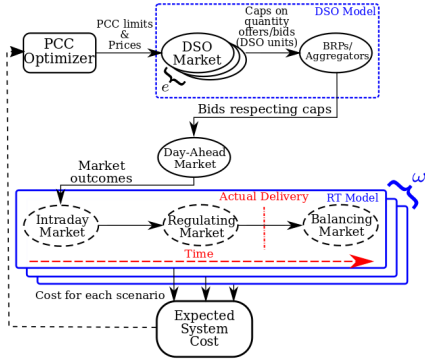 PCC limits
&
Prices
Caps on
quantity
offers/bids
(DSO units)
DSO Model
PCC
Optimizer
DSO
Market
e
BRPs/
Aggregators
Bids respecting caps
Day-Ahead
Market
Market
outcomes
ω
Actual Delivery
RT Model
Intraday
Market
Regulating
Market
Balancing
Market
Time
Cost for each scenario
Expected
System
Cost